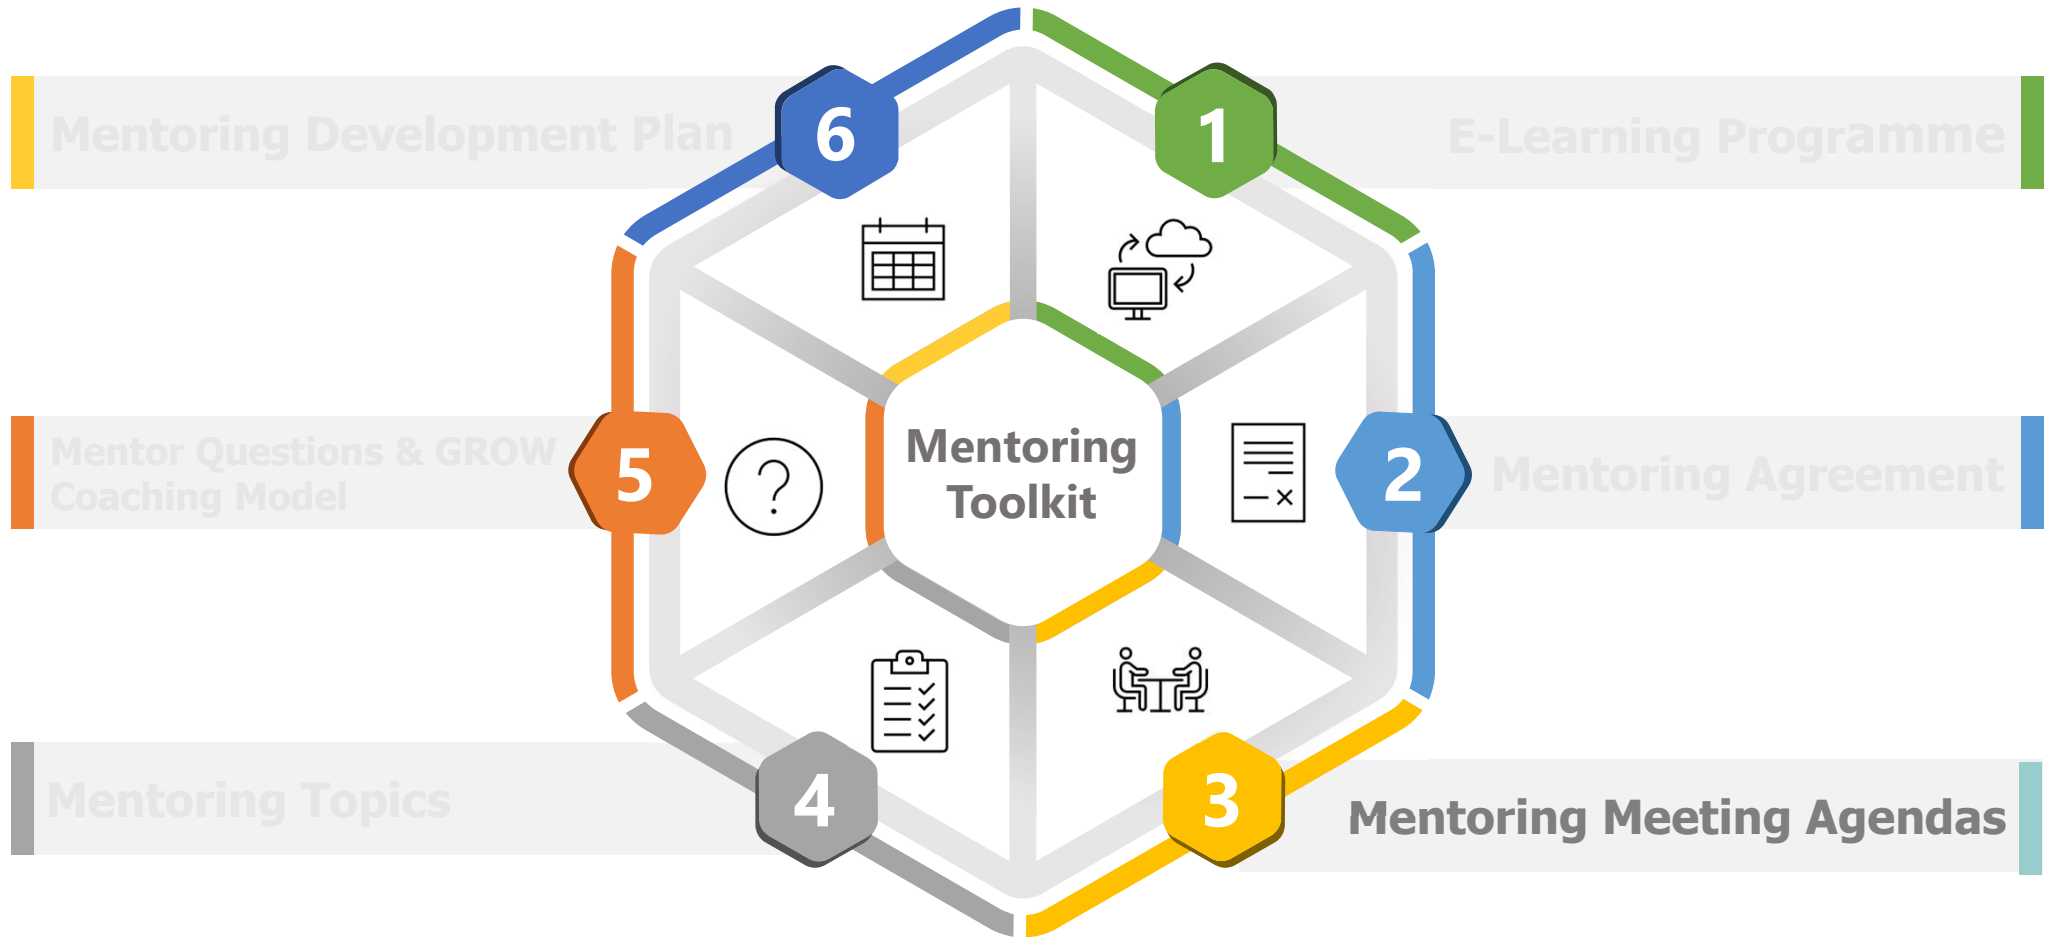 Mentoring Development Plan
6
1
E-Learning Programme
Mentor Questions & GROW
Coaching Model
5
?
Mentoring
Toolkit
2
Mentoring Agreement
Mentoring Topics
4
3
Mentoring Meeting Agendas